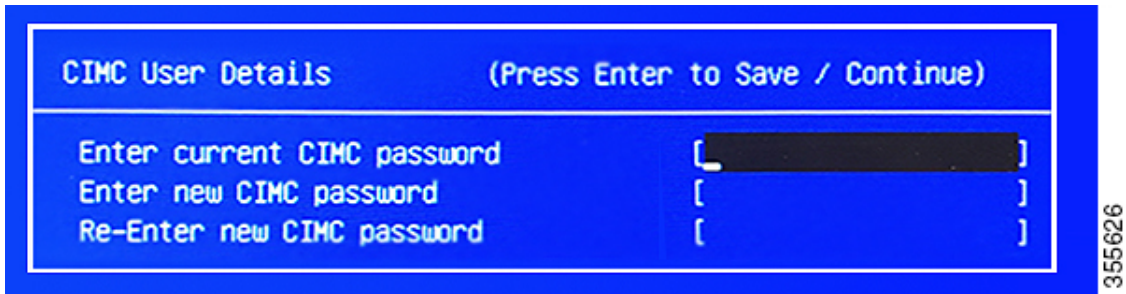 CIMC User Details (Press Enter to Save / Continue)
Enter current CIMC password [_ ]
Enter new CIMC password [ ]
Re-Enter new CIMC password [ ]
355626